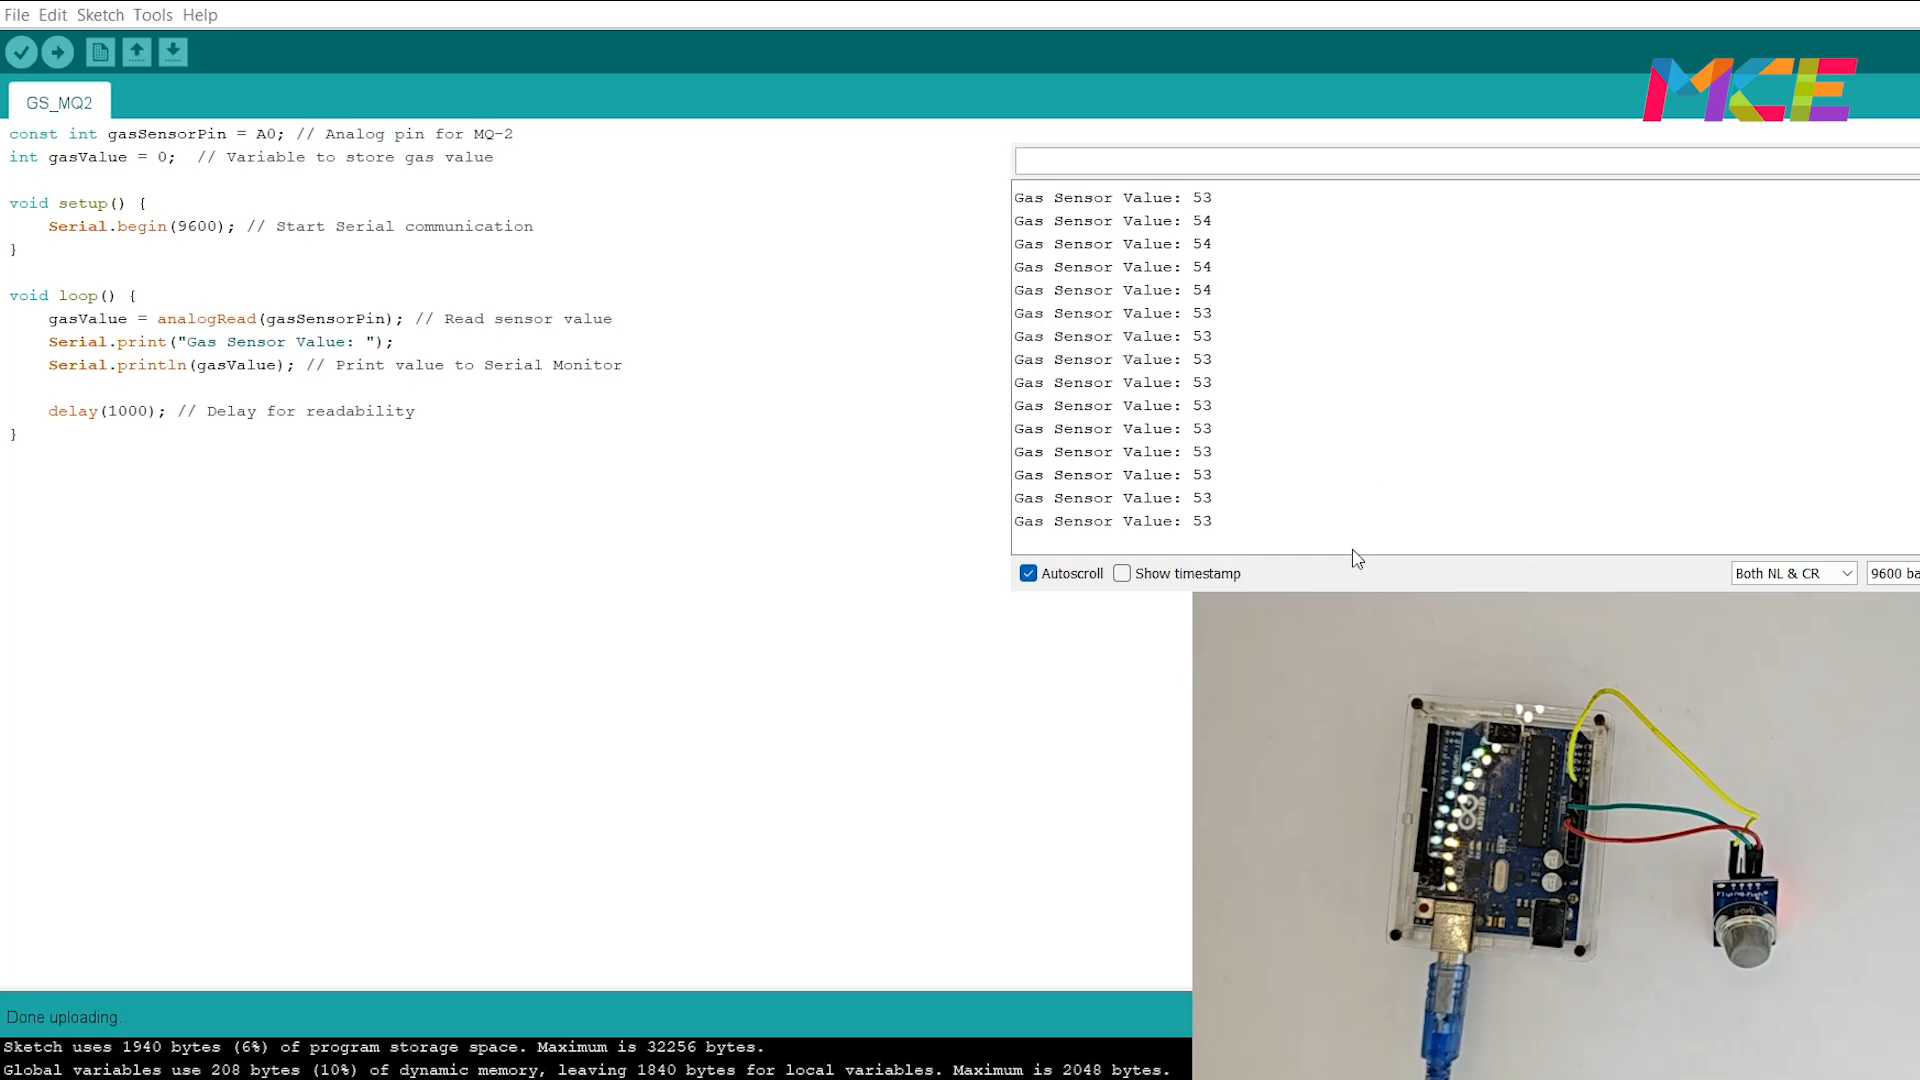 File Edit Sketch Tools Help
MCE
GS_MQ2
const int gasSensorPin = A0; // Analog pin for MQ-2
int gasValue = 0;  // Variable to store gas value
void setup() {
    Serial.begin(9600); // Start Serial communication
}
void loop() {
    gasValue = analogRead(gasSensorPin); // Read sensor value
    Serial.print("Gas Sensor Value: ");
    Serial.println(gasValue); // Print value to Serial Monitor
    delay(1000); // Delay for readability
}
Gas Sensor Value: 53
Gas Sensor Value: 54
Gas Sensor Value: 54
Gas Sensor Value: 54
Gas Sensor Value: 54
Gas Sensor Value: 53
Gas Sensor Value: 53
Gas Sensor Value: 53
Gas Sensor Value: 53
Gas Sensor Value: 53
Gas Sensor Value: 53
Gas Sensor Value: 53
Gas Sensor Value: 53
Gas Sensor Value: 53
Gas Sensor Value: 53
Autoscroll Show timestamp Both NL & CR 9600 ba
Done uploading.
Sketch uses 1940 bytes (6%) of program storage space. Maximum is 32256 bytes.
Global variables use 208 bytes (10%) of dynamic memory, leaving 1840 bytes for local variables. Maximum is 2048 bytes.